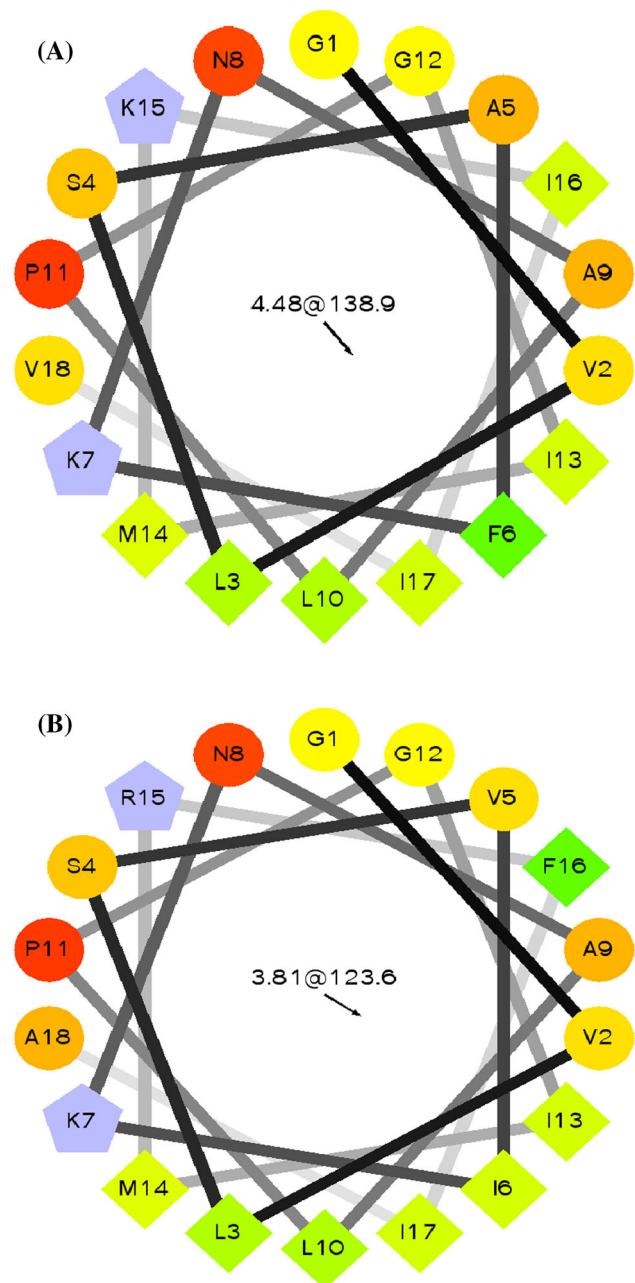 (A)
N8
G1
G12
K15
A5
S4
I16
P11
A9
4.48@138.9
V18
V2
K7
I13
M14
F6
L3
L10
I17
(B)
N8
G1
G12
R15
V5
S4
F16
P11
A9
3.81@123.6
A18
V2
K7
I13
M14
I6
L3
L10
I17